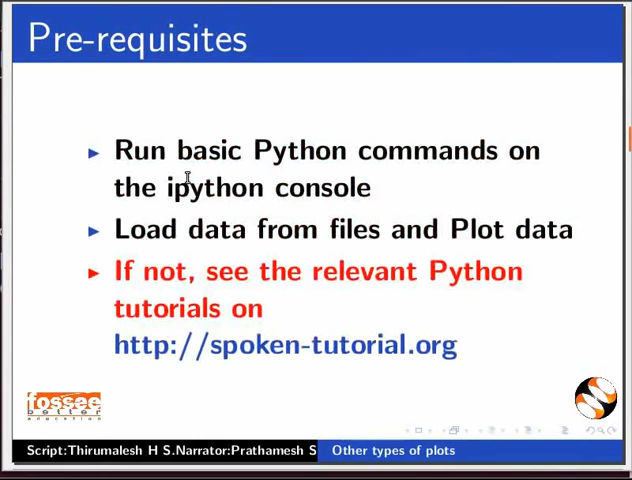 Pre-requisites
Run basic Python commands on
the ipython console
Load data from files and Plot data
If not, see the relevant Python
tutorials on
http://spoken-tutorial.org
fossee
better
education
Script:Thirumalesh H S.Narrator:Prathamesh S
Other types of plots